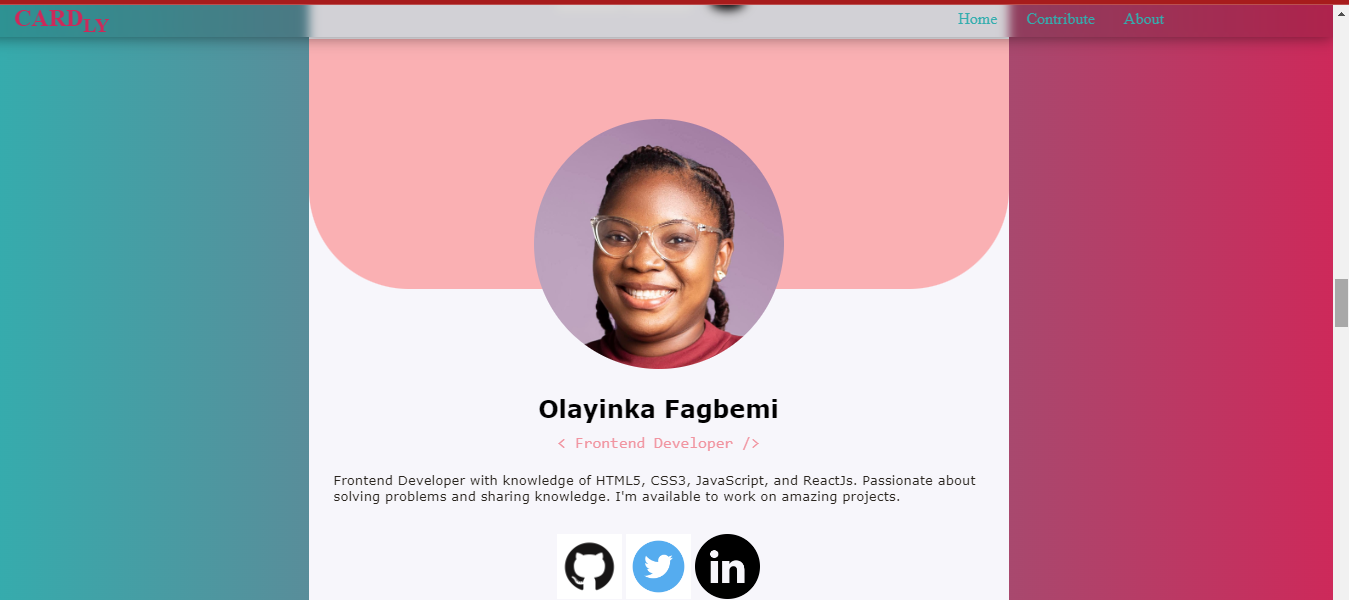 CARDLY Home Contribute About
Olayinka Fagbemi
< Frontend Developer />
Frontend Developer with knowledge of HTML5, CSS3, JavaScript, and ReactJs. Passionate about
solving problems and sharing knowledge. I'm available to work on amazing projects.
in